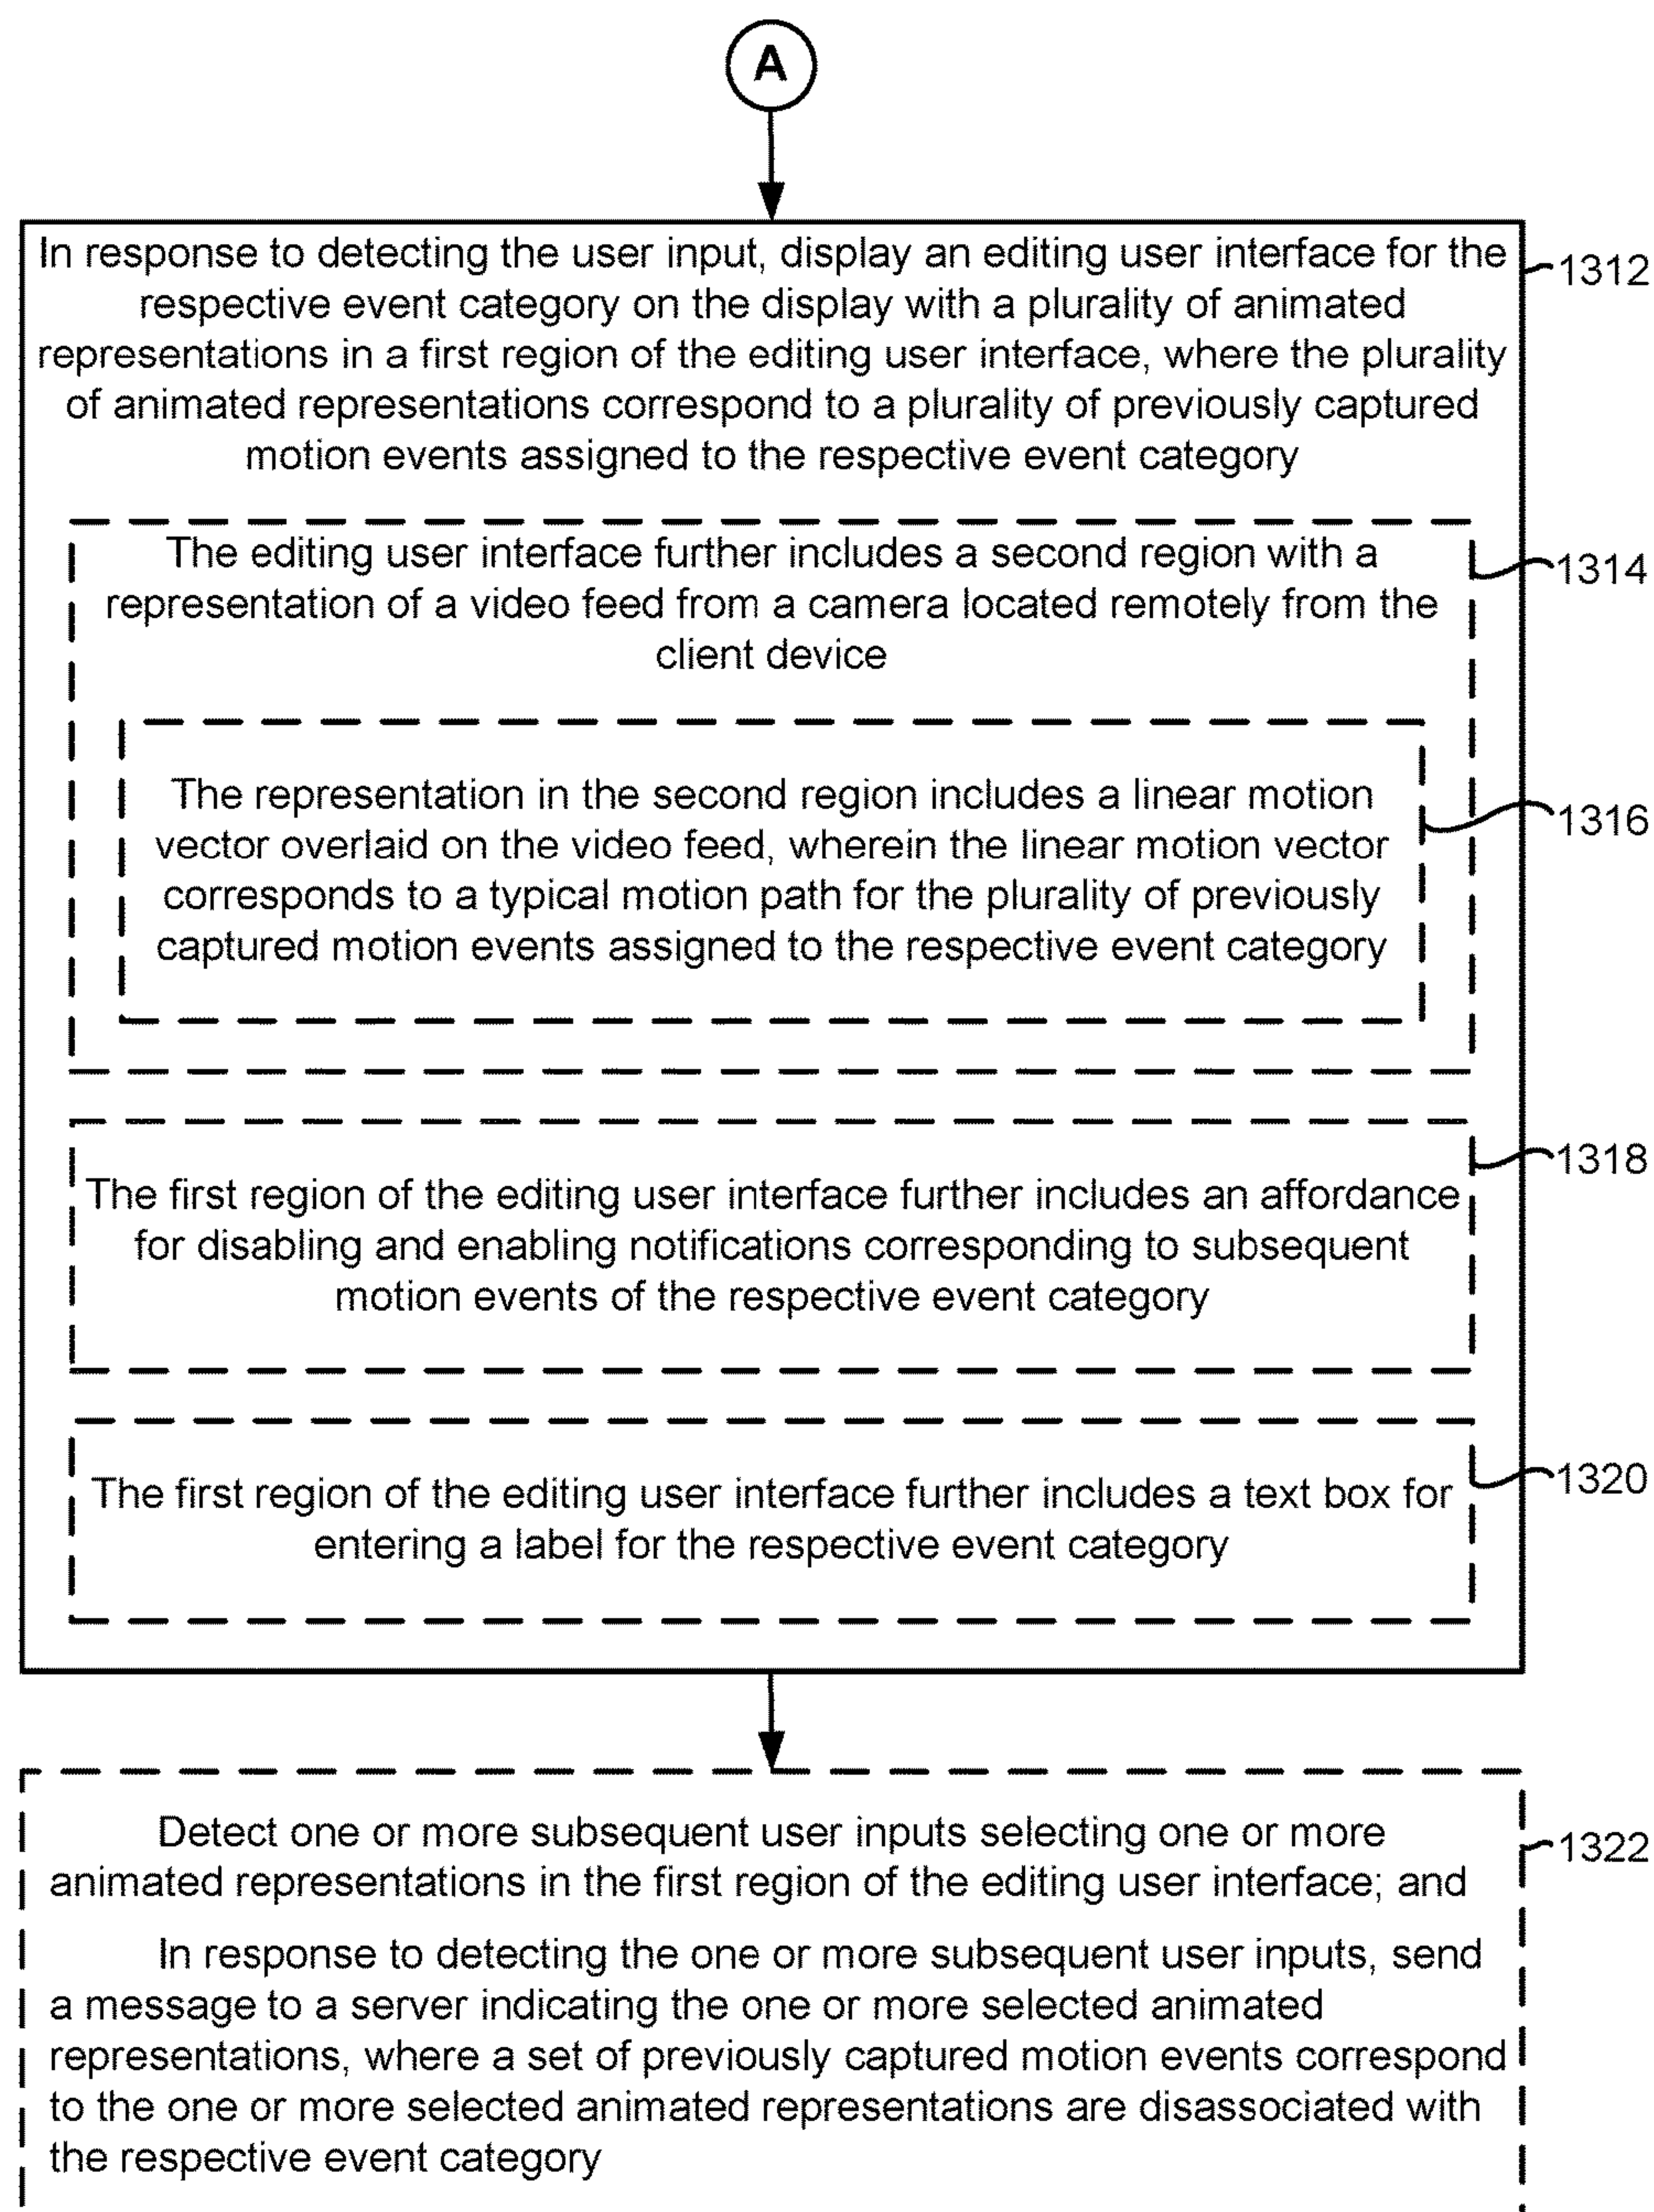 A
In response to detecting the user input, display an editing user interface for the
respective event category on the display with a plurality of animated
representations in a first region of the editing user interface, where the plurality
of animated representations correspond to a plurality of previously captured
motion events assigned to the respective event category
1312
The editing user interface further includes a second region with a
representation of a video feed from a camera located remotely from the
client device
1314
The representation in the second region includes a linear motion
vector overlaid on the video feed, wherein the linear motion vector
corresponds to a typical motion path for the plurality of previously
captured motion events assigned to the respective event category
1316
The first region of the editing user interface further includes an affordance
for disabling and enabling notifications corresponding to subsequent
motion events of the respective event category
1318
The first region of the editing user interface further includes a text box for
entering a label for the respective event category
1320
Detect one or more subsequent user inputs selecting one or more
animated representations in the first region of the editing user interface; and
1322
In response to detecting the one or more subsequent user inputs, send
a message to a server indicating the one or more selected animated
representations, where a set of previously captured motion events correspond
to the one or more selected animated representations are disassociated with
the respective event category